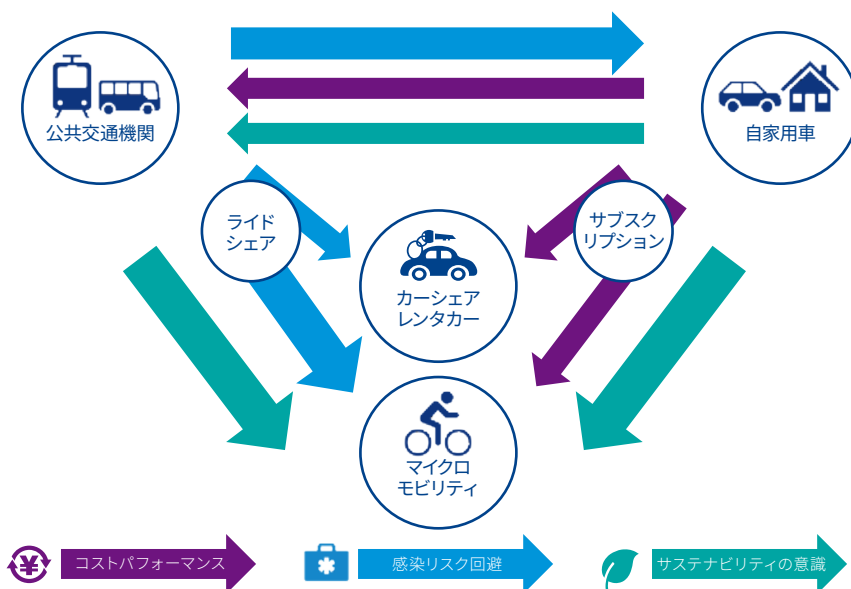 公共交通機関
自家用車
ライド
シェア
サブスク
リプション
カーシェア
レンタカー
マイクロ
モビリティ
¥
コストパフォーマンス
感染リスク回避
サステナビリティの意識